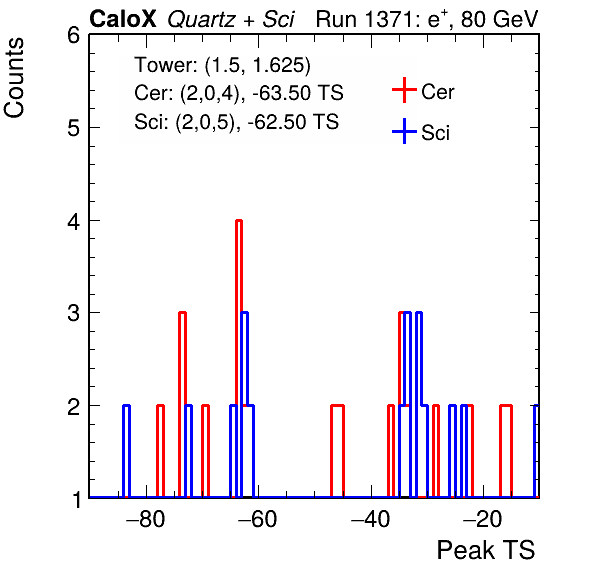 CaloX Quartz + Sci Run 1371: e⁺, 80 GeV
Counts
6
5
4
3
2
1
Tower: (1.5, 1.625)
Cer: (2,0,4), -63.50 TS
Sci: (2,0,5), -62.50 TS
Cer
Sci
−80 −60 −40 −20
Peak TS